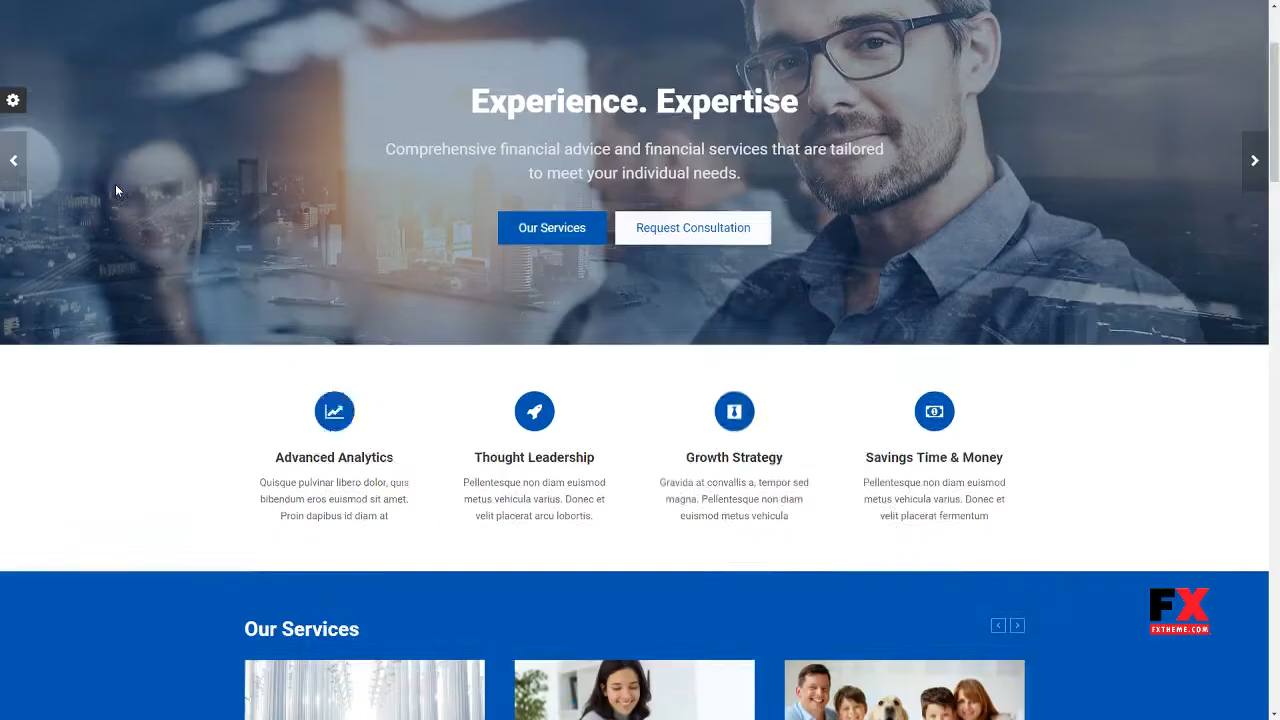 Experience. Expertise
Comprehensive financial advice and financial services that are tailored
to meet your individual needs.
Our Services
Request Consultation
Advanced Analytics
Quisque pulvinar libero dolor, quis
bibendum eros euismod sit amet.
Proin dapibus id diam at
Thought Leadership
Pellentesque non diam euismod
metus vehicula varius. Donec et
velit placerat arcu lobortis.
Growth Strategy
Gravida at convallis a, tempor sed
magna. Pellentesque non diam
euismod metus vehicula
Savings Time & Money
Pellentesque non diam euismod
metus vehicula varius. Donec et
velit placerat fermentum
Our Services
FX
FXTHEME.COM